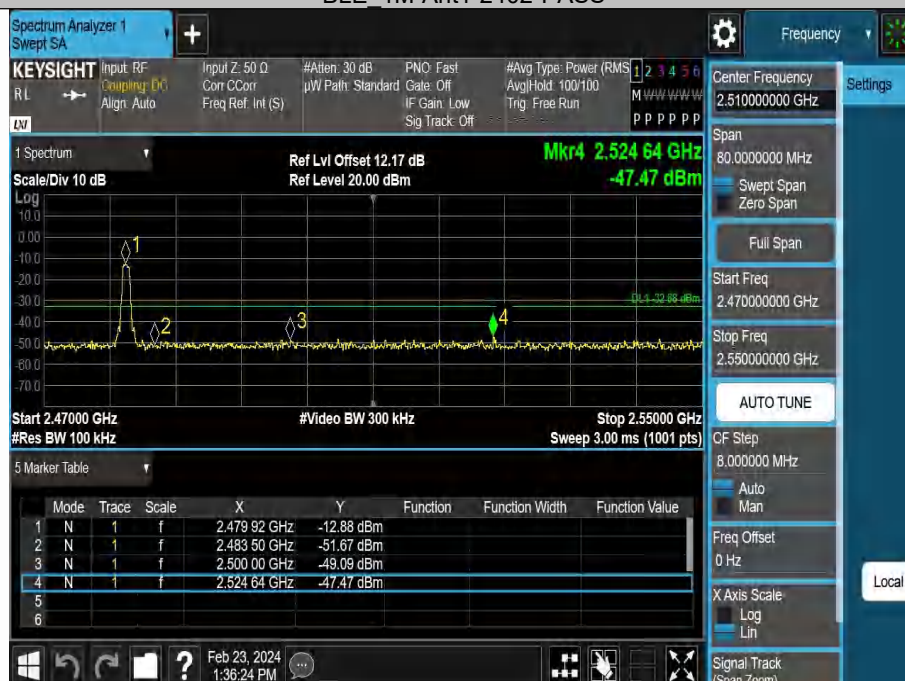 Spectrum Analyzer 1
Swept SA
+
Frequency
KEYSIGHT
RL
LXI
Input: RF
Coupling: DC
Align: Auto
Input Z: 50 Ω
Corr CCorr
Freq Ref: Int (S)
#Atten: 30 dB
µW Path: Standard
PNO: Fast
Gate: Off
IF Gain: Low
Sig Track: Off
#Avg Type: Power (RMS
Avg|Hold: 100/100
Trig: Free Run
1 2 3 4 5 6
M W W W W W
P P P P P P
Center Frequency
2.510000000 GHz
Settings
Span
80.0000000 MHz
Swept Span
Zero Span
Full Span
Start Freq
2.470000000 GHz
Stop Freq
2.550000000 GHz
AUTO TUNE
CF Step
8.000000 MHz
Auto
Man
Freq Offset
0 Hz
X Axis Scale
Log
Lin
Signal Track
(Span Zoom)
Local
1 Spectrum
Scale/Div 10 dB
Log
Ref Lvl Offset 12.17 dB
Ref Level 20.00 dBm
Mkr4 2.524 64 GHz
-47.47 dBm
10.0
0.00
-10.0
-20.0
-30.0
-40.0
-50.0
-60.0
-70.0
1
2
3
4
DL1 -32.88 dBm
Start 2.47000 GHz
#Video BW 300 kHz
Stop 2.55000 GHz
#Res BW 100 kHz
Sweep 3.00 ms (1001 pts)
5 Marker Table
Mode Trace Scale X Y Function Function Width Function Value
1 N 1 f 2.479 92 GHz -12.88 dBm
2 N 1 f 2.483 50 GHz -51.67 dBm
3 N 1 f 2.500 00 GHz -49.09 dBm
4 N 1 f 2.524 64 GHz -47.47 dBm
5
6
?
Feb 23, 2024
1:36:24 PM